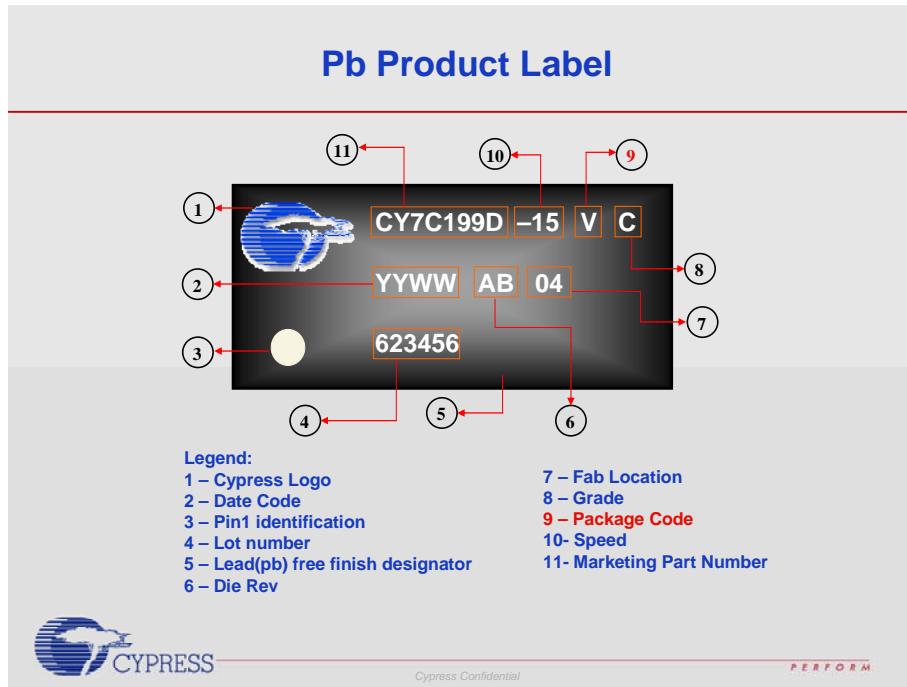 Pb Product Label
11 10 9
1 CY7C199D –15 V C
8
2 YYWW AB 04
7
3 623456
4 5 6
Legend:
1 – Cypress Logo
2 – Date Code
3 – Pin1 identification
4 – Lot number
5 – Lead(pb) free finish designator
6 – Die Rev
7 – Fab Location
8 – Grade
9 – Package Code
10- Speed
11- Marketing Part Number
CYPRESS
Cypress Confidential
PERFORM